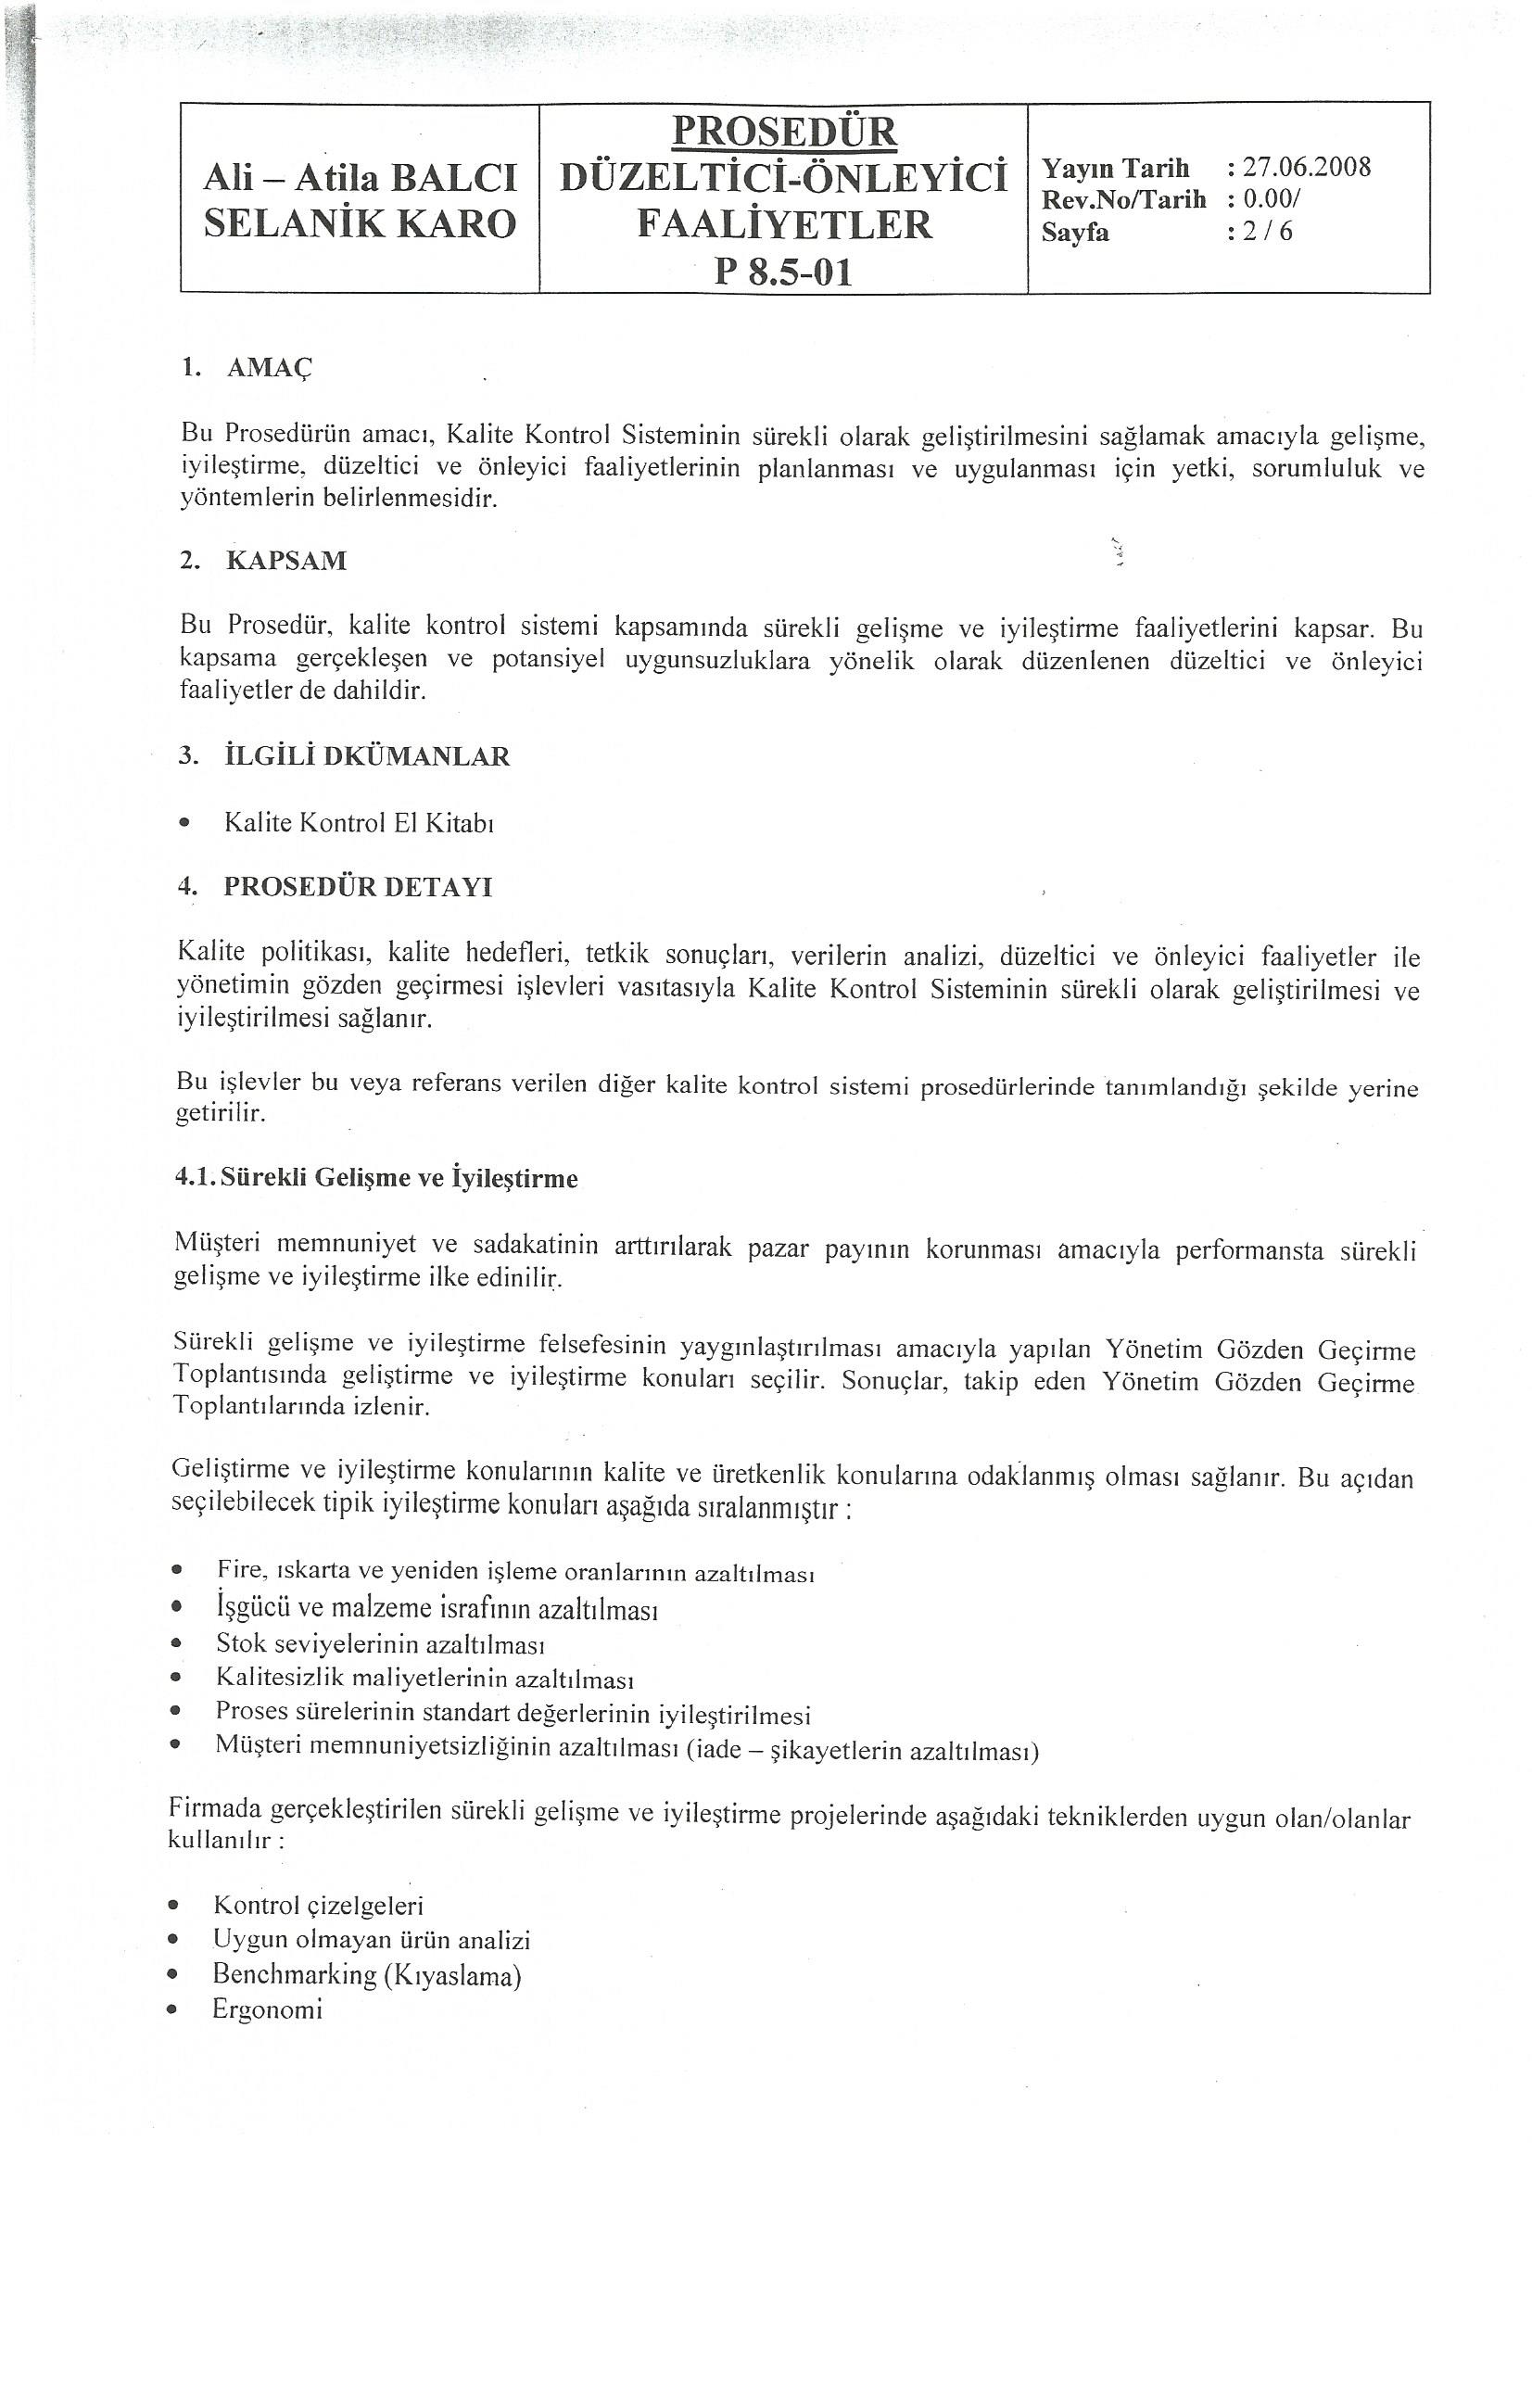 Ali – Atila BALCI
SELANİK KARO
PROSEDÜR
DÜZELTİCİ-ÖNLEYİCİ
FAALİYETLER
P 8.5-01
Yayın Tarih : 27.06.2008
Rev.No/Tarih : 0.00/
Sayfa : 2 / 6
1. AMAÇ
Bu Prosedürün amacı, Kalite Kontrol Sisteminin sürekli olarak geliştirilmesini sağlamak amacıyla gelişme,
iyileştirme, düzeltici ve önleyici faaliyetlerinin planlanması ve uygulanması için yetki, sorumluluk ve
yöntemlerin belirlenmesidir.
2. KAPSAM
Bu Prosedür, kalite kontrol sistemi kapsamında sürekli gelişme ve iyileştirme faaliyetlerini kapsar. Bu
kapsama gerçekleşen ve potansiyel uygunsuzluklara yönelik olarak düzenlenen düzeltici ve önleyici
faaliyetler de dahildir.
3. İLGİLİ DKÜMANLAR
• Kalite Kontrol El Kitabı
4. PROSEDÜR DETAYI
Kalite politikası, kalite hedefleri, tetkik sonuçları, verilerin analizi, düzeltici ve önleyici faaliyetler ile
yönetimin gözden geçirmesi işlevleri vasıtasıyla Kalite Kontrol Sisteminin sürekli olarak geliştirilmesi ve
iyileştirilmesi sağlanır.
Bu işlevler bu veya referans verilen diğer kalite kontrol sistemi prosedürlerinde tanımlandığı şekilde yerine
getirilir.
4.1. Sürekli Gelişme ve İyileştirme
Müşteri memnuniyet ve sadakatinin arttırılarak pazar payının korunması amacıyla performansta sürekli
gelişme ve iyileştirme ilke edinilir.
Sürekli gelişme ve iyileştirme felsefesinin yaygınlaştırılması amacıyla yapılan Yönetim Gözden Geçirme
Toplantısında geliştirme ve iyileştirme konuları seçilir. Sonuçlar, takip eden Yönetim Gözden Geçirme
Toplantılarında izlenir.
Geliştirme ve iyileştirme konularının kalite ve üretkenlik konularına odaklanmış olması sağlanır. Bu açıdan
seçilebilecek tipik iyileştirme konuları aşağıda sıralanmıştır :
• Fire, ıskarta ve yeniden işleme oranlarının azaltılması
• İşgücü ve malzeme israfının azaltılması
• Stok seviyelerinin azaltılması
• Kalitesizlik maliyetlerinin azaltılması
• Proses sürelerinin standart değerlerinin iyileştirilmesi
• Müşteri memnuniyetsizliğinin azaltılması (iade – şikayetlerin azaltılması)
Firmada gerçekleştirilen sürekli gelişme ve iyileştirme projelerinde aşağıdaki tekniklerden uygun olan/olanlar
kullanılır :
• Kontrol çizelgeleri
• Uygun olmayan ürün analizi
• Benchmarking (Kıyaslama)
• Ergonomi